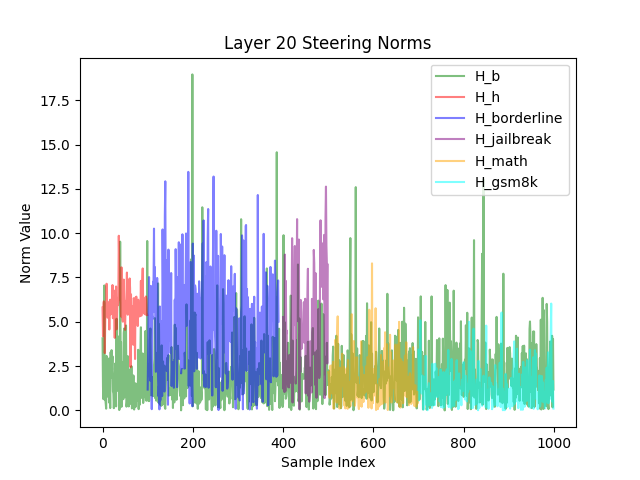 Layer 20 Steering Norms
Norm Value
17.5
15.0
12.5
10.0
7.5
5.0
2.5
0.0
H_b
H_h
H_borderline
H_jailbreak
H_math
H_gsm8k
0 200 400 600 800 1000
Sample Index